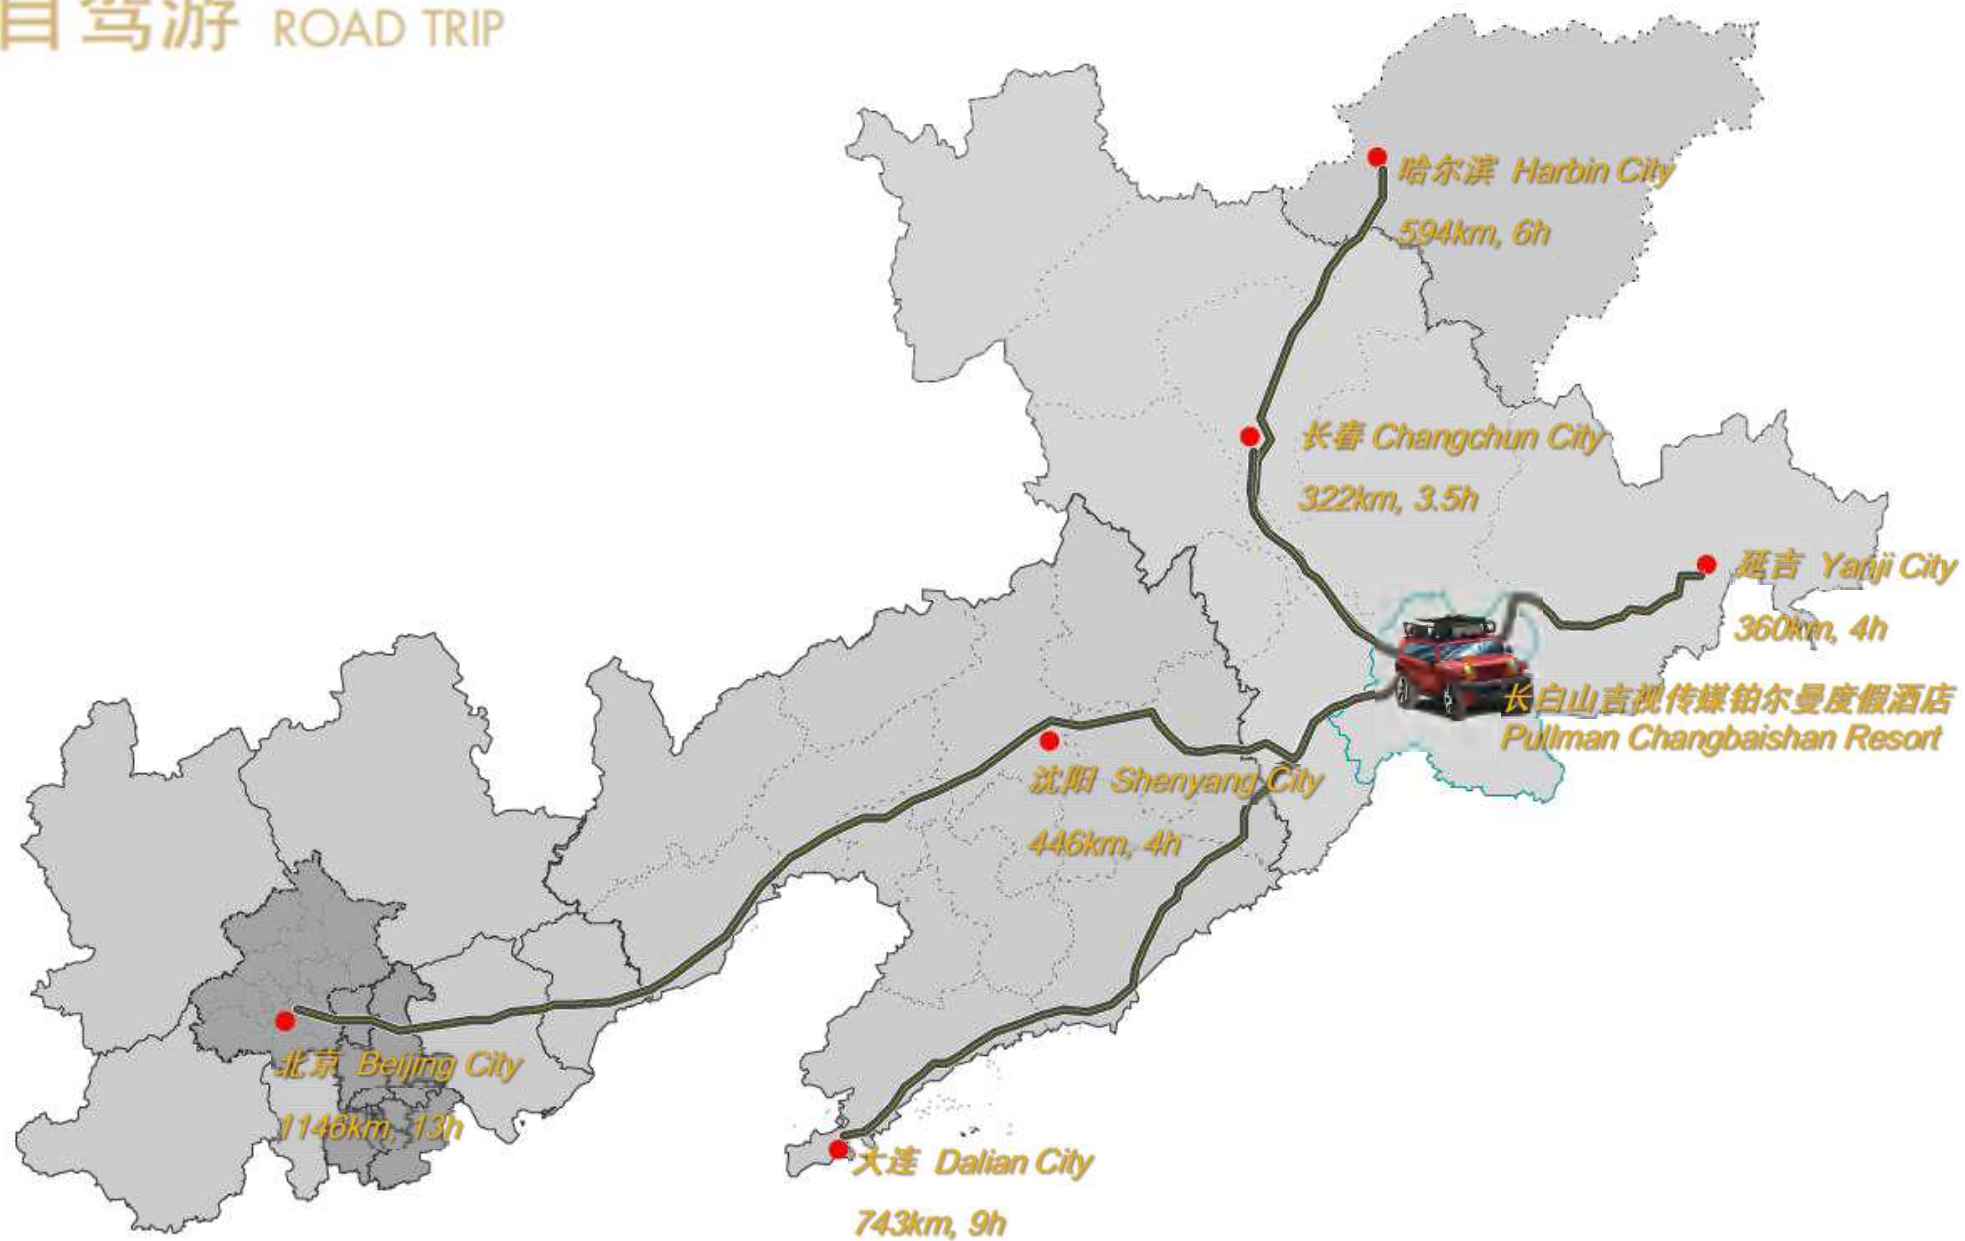 自驾游 ROAD TRIP
哈尔滨 Harbin City
594km, 6h
长春 Changchun City
322km, 3.5h
延吉 Yanji City
360km, 4h
长白山吉视传媒铂尔曼度假酒店
Pullman Changbaishan Resort
沈阳 Shenyang City
446km, 4h
北京 Beijing City
1146km, 13h
大连 Dalian City
743km, 9h